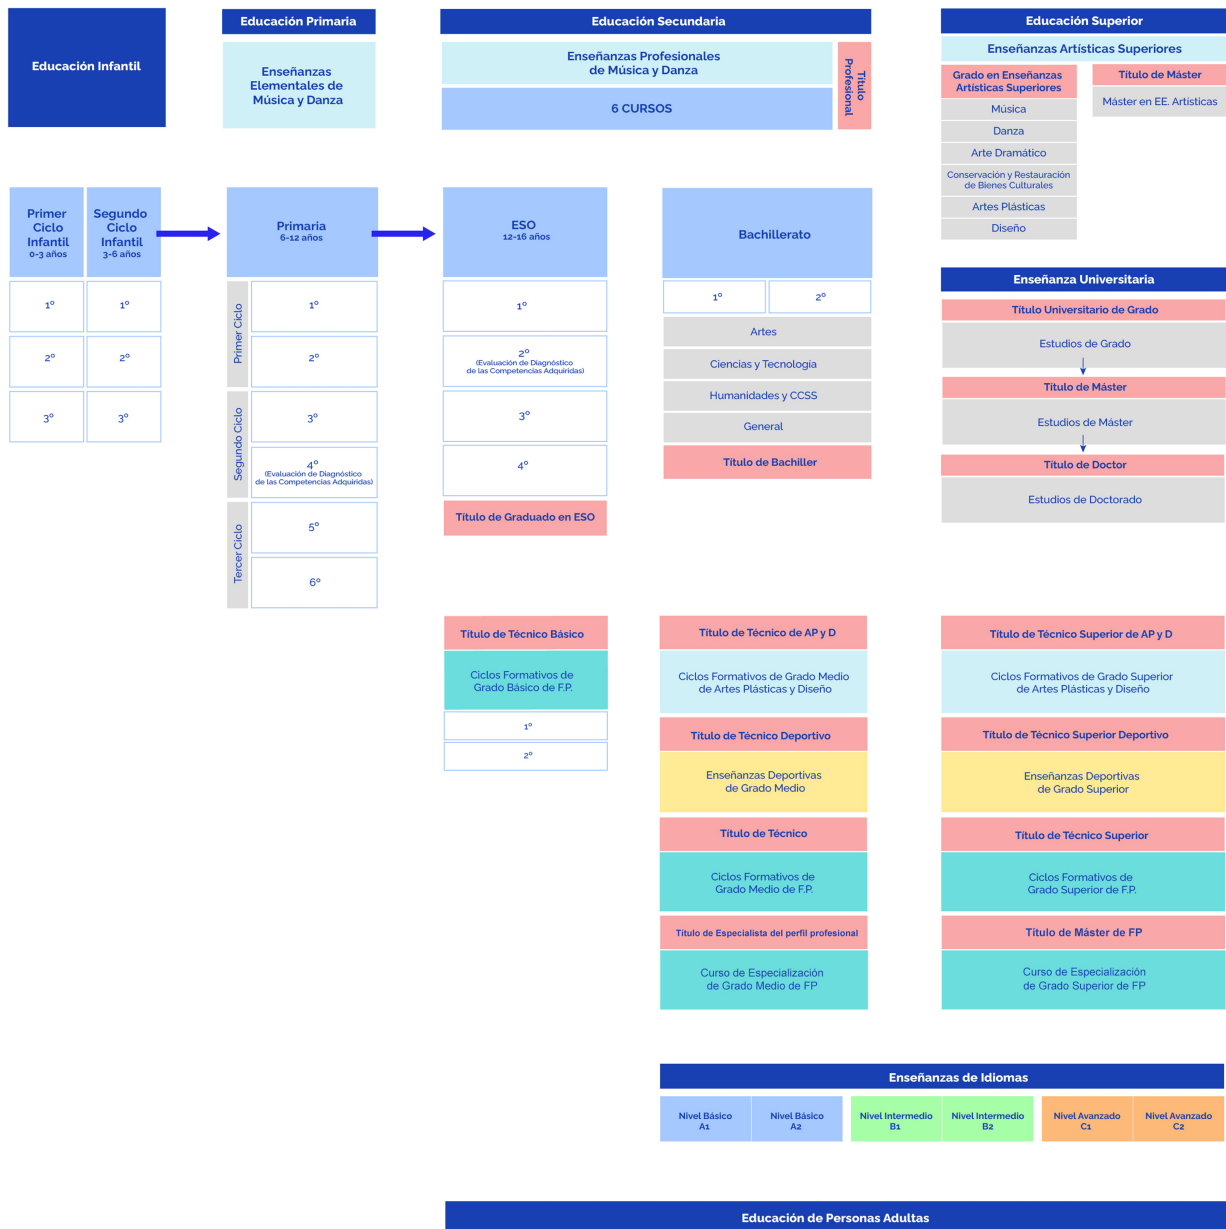 Educación Infantil
Primer
Ciclo
Infantil
0-3 años
Segundo
Ciclo
Infantil
3-6 años
1º
1º
2º
2º
3º
3º
Educación Primaria
Enseñanzas
Elementales de
Música y Danza
Primaria
6-12 años
Primer Ciclo
1º
2º
Segundo Ciclo
3º
4º
(Evaluación de Diagnóstico
de las Competencias Adquiridas)
Tercer Ciclo
5º
6º
Educación Secundaria
Enseñanzas Profesionales
de Música y Danza
6 CURSOS
Título
Profesional
ESO
12-16 años
1º
2º
(Evaluación de Diagnóstico
de las Competencias Adquiridas)
3º
4º
Título de Graduado en ESO
Bachillerato
1º
2º
Artes
Ciencias y Tecnología
Humanidades y CCSS
General
Título de Bachiller
Educación Superior
Enseñanzas Artísticas Superiores
Grado en Enseñanzas
Artísticas Superiores
Música
Danza
Arte Dramático
Conservación y Restauración
de Bienes Culturales
Artes Plásticas
Diseño
Título de Máster
Máster en EE. Artísticas
Enseñanza Universitaria
Título Universitario de Grado
Estudios de Grado
Título de Máster
Estudios de Máster
Título de Doctor
Estudios de Doctorado
Título de Técnico Básico
Ciclos Formativos de
Grado Básico de F.P.
1º
2º
Título de Técnico de AP y D
Ciclos Formativos de Grado Medio
de Artes Plásticas y Diseño
Título de Técnico Deportivo
Enseñanzas Deportivas
de Grado Medio
Título de Técnico
Ciclos Formativos de
Grado Medio de F.P.
Título de Especialista del perfil profesional
Curso de Especialización
de Grado Medio de FP
Título de Técnico Superior de AP y D
Ciclos Formativos de Grado Superior
de Artes Plásticas y Diseño
Título de Técnico Superior Deportivo
Enseñanzas Deportivas
de Grado Superior
Título de Técnico Superior
Ciclos Formativos de
Grado Superior de F.P.
Título de Máster de FP
Curso de Especialización
de Grado Superior de FP
Enseñanzas de Idiomas
Nivel Básico
A1
Nivel Básico
A2
Nivel Intermedio
B1
Nivel Intermedio
B2
Nivel Avanzado
C1
Nivel Avanzado
C2
Educación de Personas Adultas